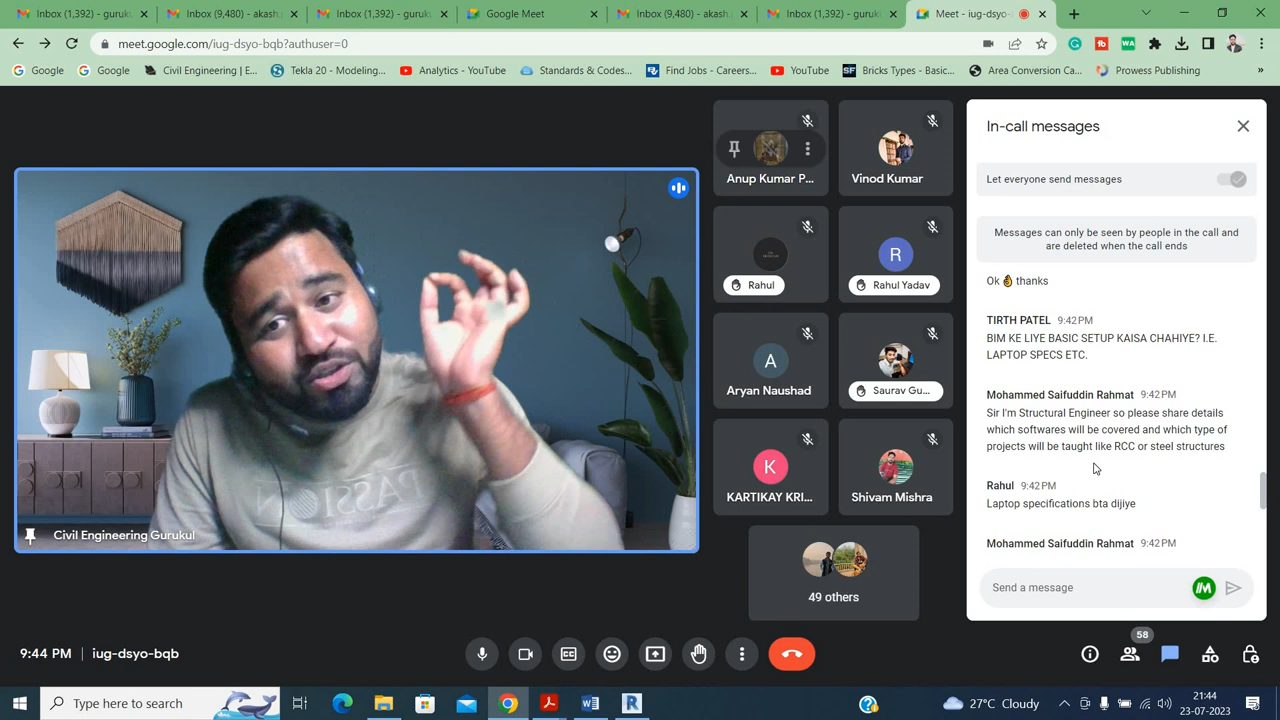 Inbox (1,392) - guruku
Inbox (9,480) - akash.
Inbox (1,392) - guruku
Google Meet
Inbox (9,480) - akash.
Inbox (1,392) - guruku
Meet - iug-dsyo-
meet.google.com/iug-dsyo-bqb?authuser=0
Google
Google
Civil Engineering | E...
Tekla 20 - Modeling...
Analytics - YouTube
Standards & Codes...
Find Jobs - Careers...
YouTube
SF
Bricks Types - Basic...
Area Conversion Ca...
Prowess Publishing
»
Civil Engineering Gurukul
Anup Kumar P...
Vinod Kumar
Rahul
R
Rahul Yadav
A
Aryan Naushad
Saurav Gu...
K
KARTIKAY KRI...
Shivam Mishra
49 others
In-call messages
Let everyone send messages
Messages can only be seen by people in the call and
are deleted when the call ends
Ok 👌 thanks
TIRTH PATEL 9:42 PM
BIM KE LIYE BASIC SETUP KAISA CHAHIYE? I.E.
LAPTOP SPECS ETC.
Mohammed Saifuddin Rahmat 9:42 PM
Sir I'm Structural Engineer so please share details
which softwares will be covered and which type of
projects will be taught like RCC or steel structures
Rahul 9:42 PM
Laptop specifications bta dijiye
Mohammed Saifuddin Rahmat 9:42 PM
Send a message
9:44 PM | iug-dsyo-bqb
58
Type here to search
27°C Cloudy
21:44
23-07-2023